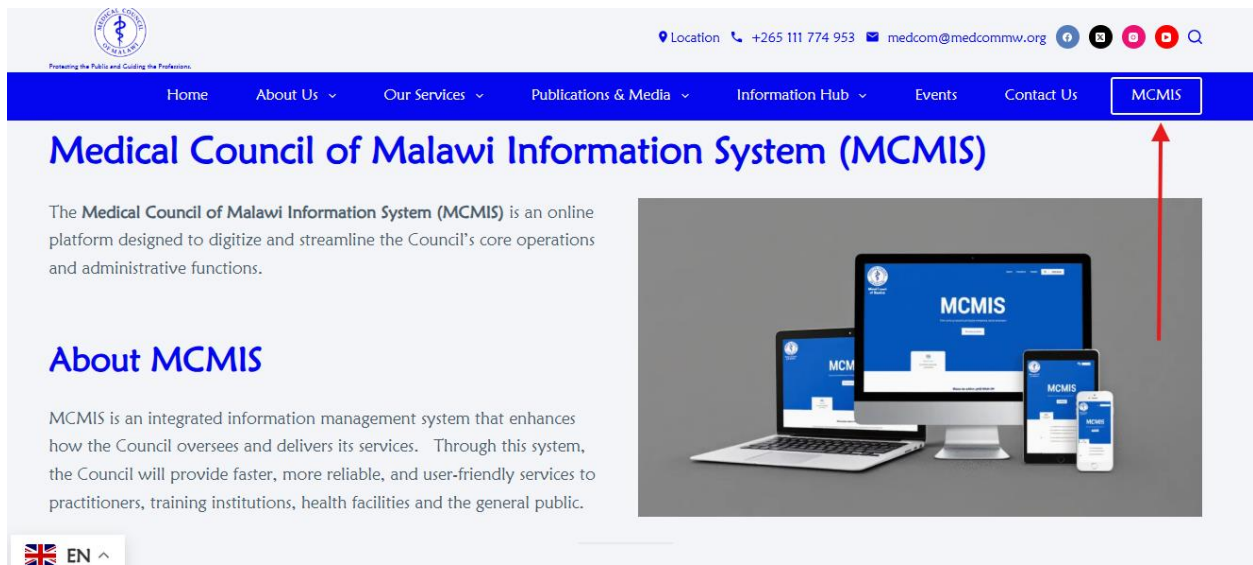 MEDICAL COUNCIL
OF MALAWI
Protecting the Public and Guiding the Professions.
Location +265 111 774 953 medcom@medcommw.org
Home About Us Our Services Publications & Media Information Hub Events Contact Us MCMIS
Medical Council of Malawi Information System (MCMIS)
The Medical Council of Malawi Information System (MCMIS) is an online
platform designed to digitize and streamline the Council's core operations
and administrative functions.
About MCMIS
MCMIS is an integrated information management system that enhances
how the Council oversees and delivers its services. Through this system,
the Council will provide faster, more reliable, and user-friendly services to
practitioners, training institutions, health facilities and the general public.
MCMIS
MCM
MCMIS
MCMIS
EN